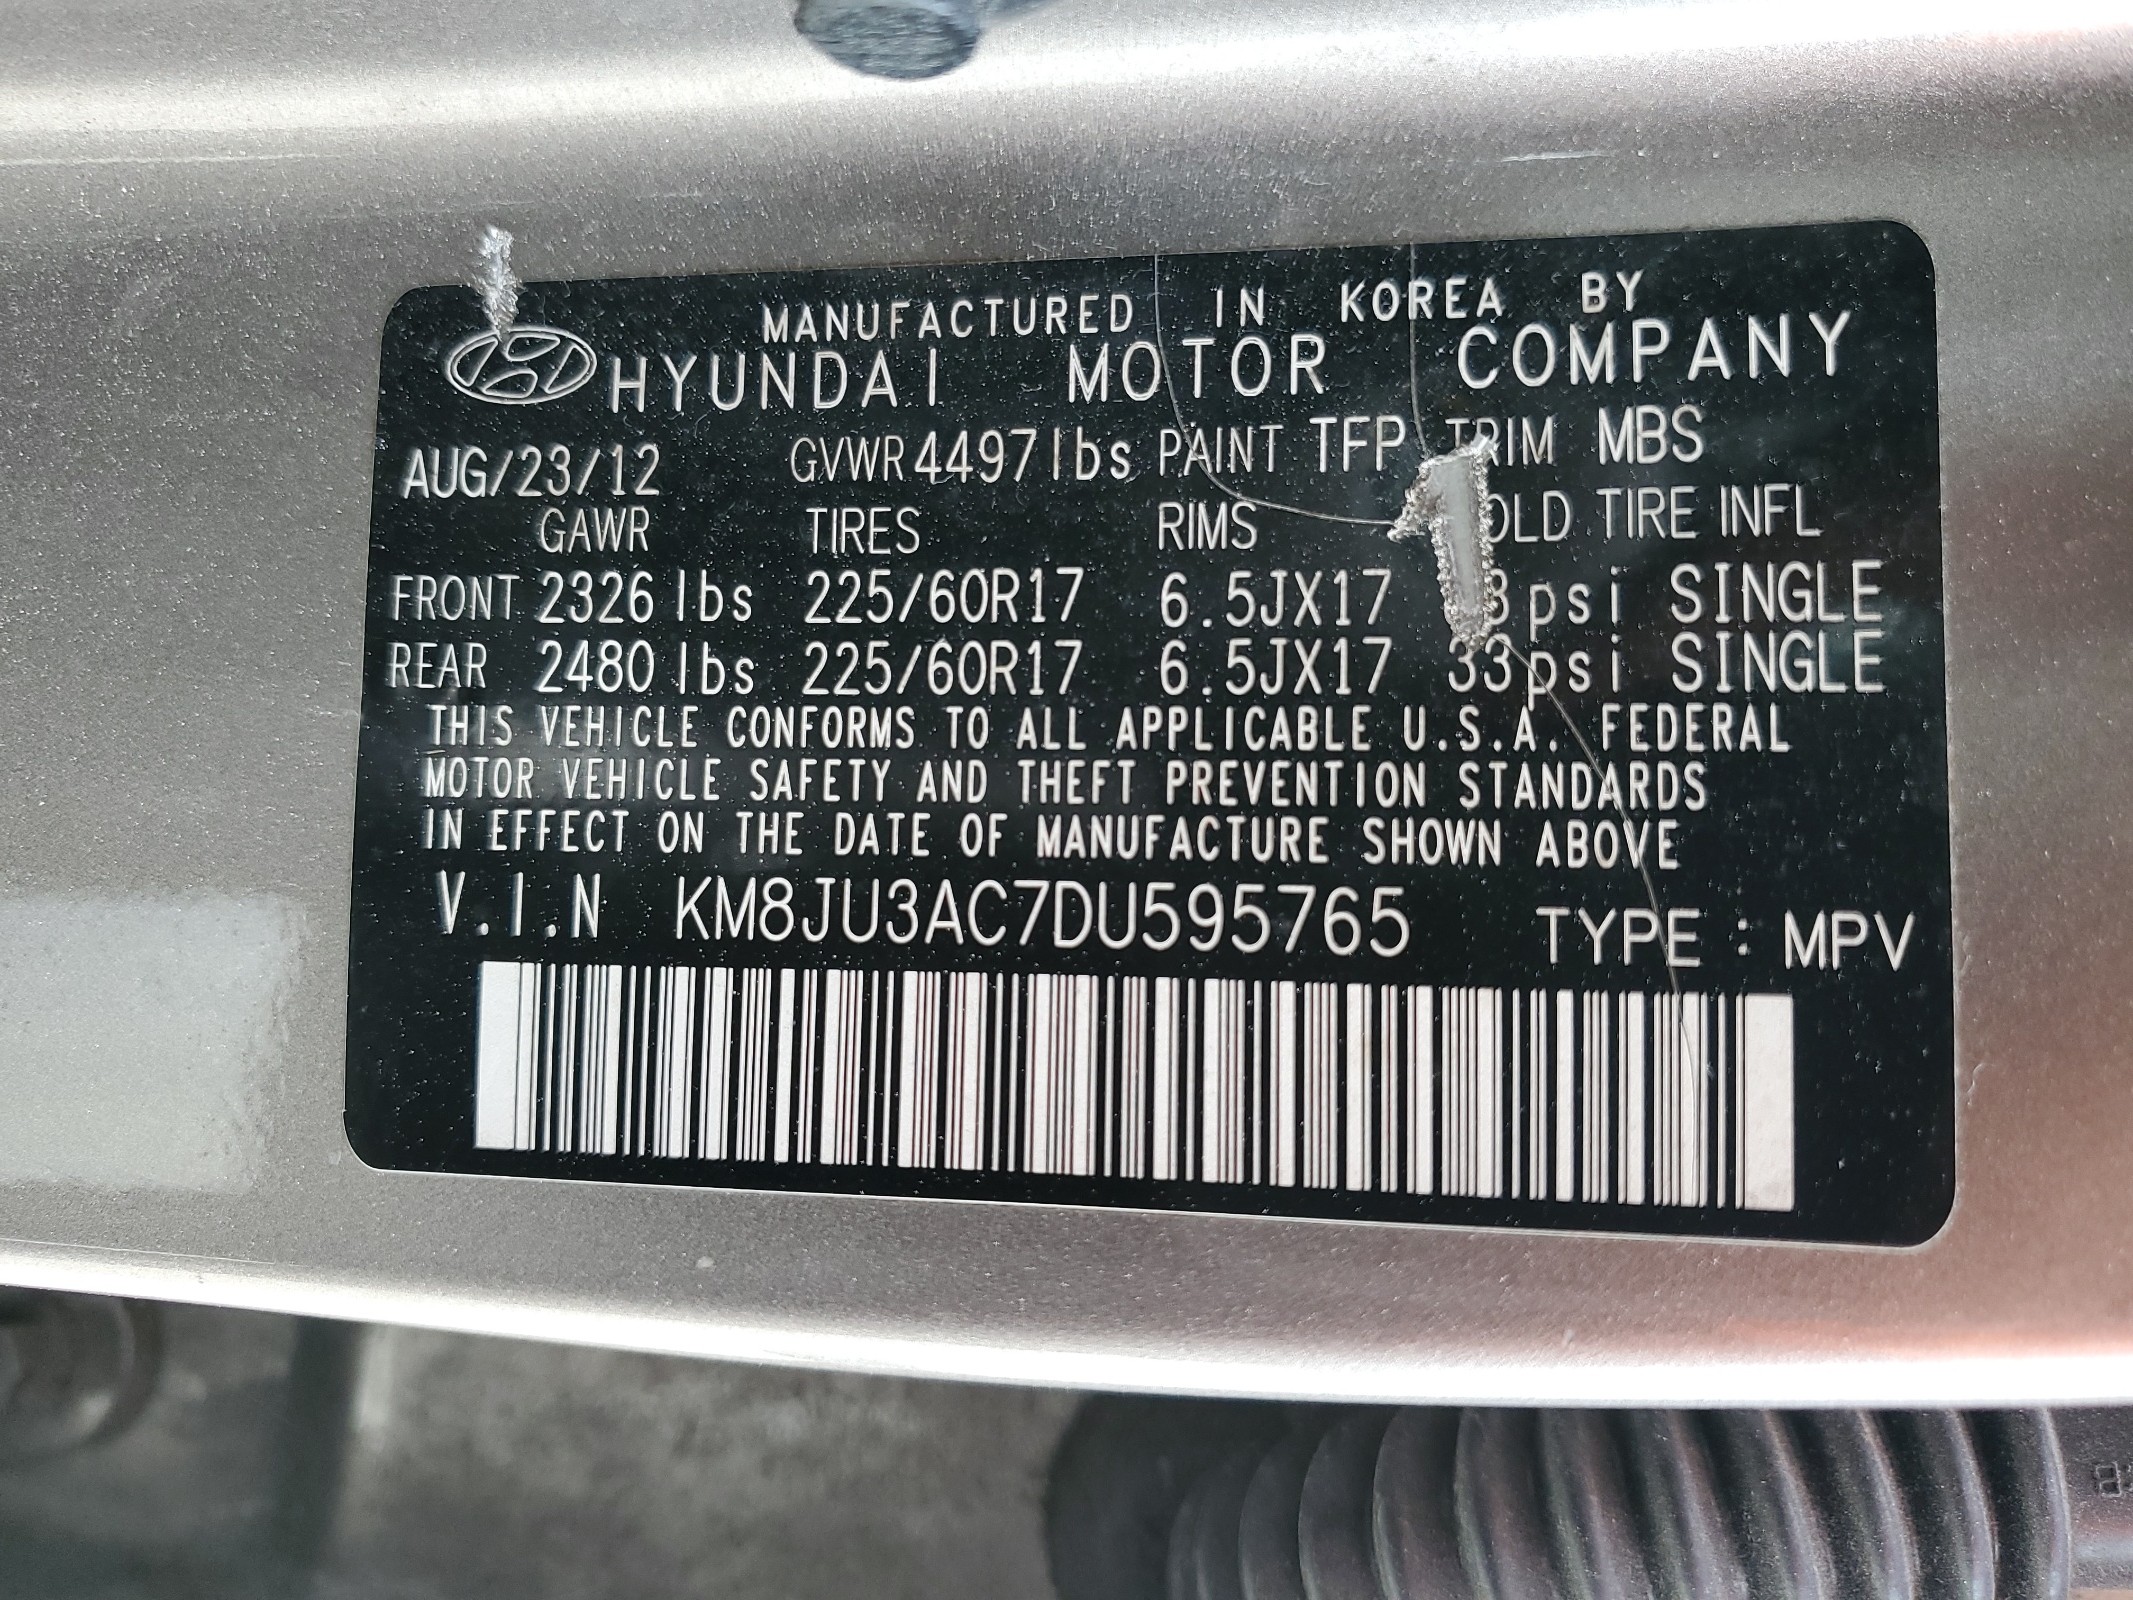 MANUFACTURED IN KOREA BY
HYUNDAI MOTOR COMPANY
AUG/23/12 GVWR 4497lbs PAINT TFP TRIM MBS
GAWR TIRES RIMS TIRE INFL
FRONT 2326 lbs 225/60R17 6.5JX17 psi SINGLE
REAR 2480 lbs 225/60R17 6.5JX17 33psi SINGLE
THIS VEHICLE CONFORMS TO ALL APPLICABLE U.S.A. FEDERAL
MOTOR VEHICLE SAFETY AND THEFT PREVENTION STANDARDS
IN EFFECT ON THE DATE OF MANUFACTURE SHOWN ABOVE
V.I.N KM8JU3AC7DU595765 TYPE : MPV